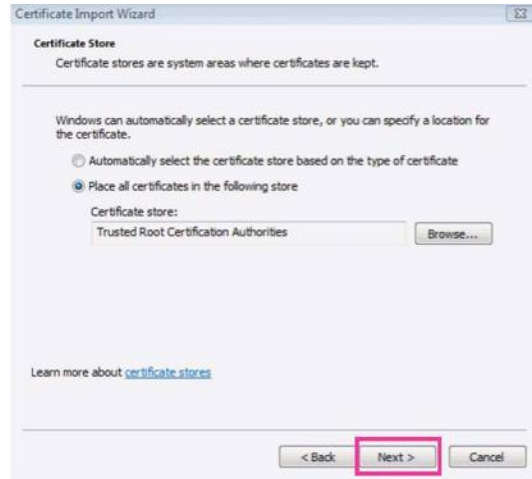 Certificate Import Wizard
Certificate Store
Certificate stores are system areas where certificates are kept.
Windows can automatically select a certificate store, or you can specify a location for
the certificate.
Automatically select the certificate store based on the type of certificate
Place all certificates in the following store
Certificate store:
Trusted Root Certification Authorities
Browse...
Learn more about certificate stores
< Back
Next >
Cancel